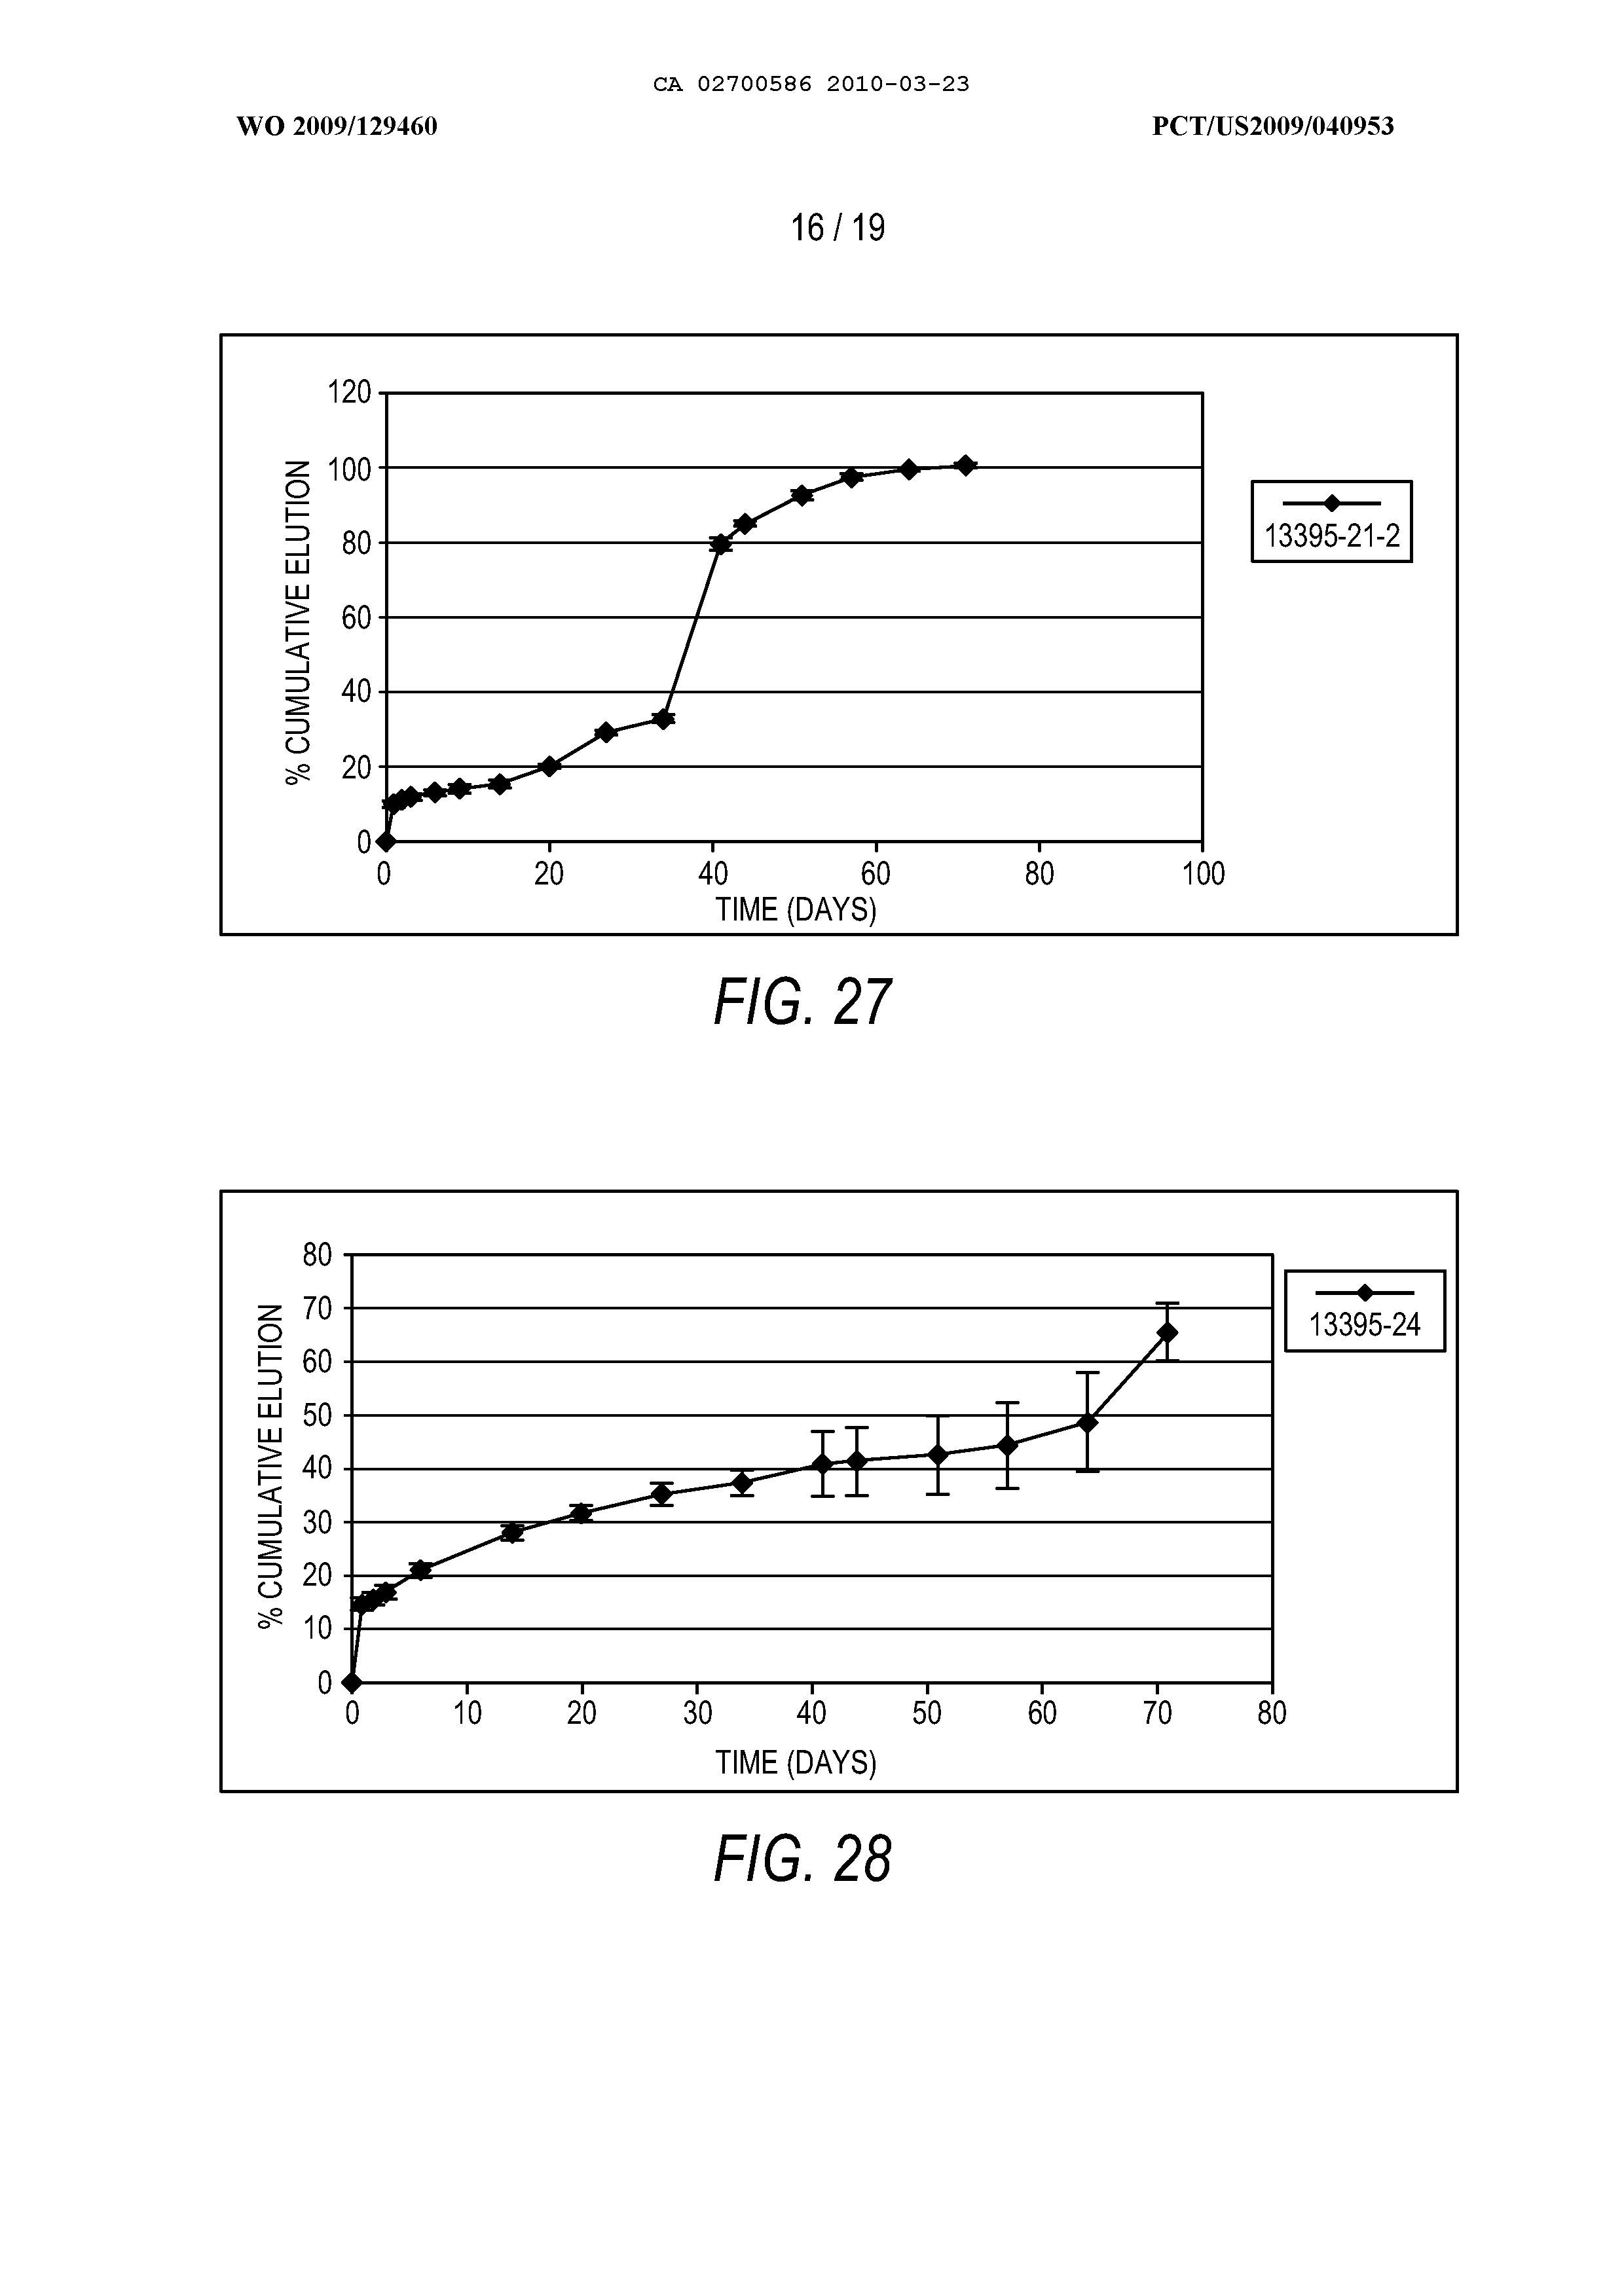 CA 02700586 2010-03-23
WO 2009/129460
PCT/US2009/040953
16 / 19
% CUMULATIVE ELUTION
120
100
80
60
40
20
0
0 20 40 60 80 100
TIME (DAYS)
13395-21-2
FIG. 27
% CUMULATIVE ELUTION
80
70
60
50
40
30
20
10
0
0 10 20 30 40 50 60 70 80
TIME (DAYS)
13395-24
FIG. 28